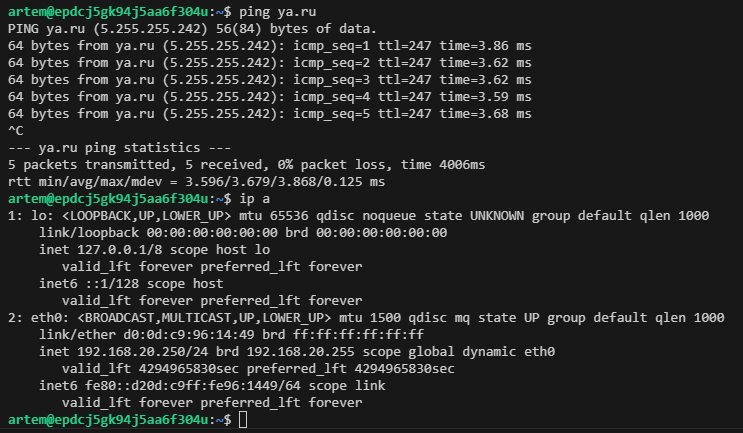 artem@epdcj5gk94j5aa6f304u:~$ ping ya.ru
PING ya.ru (5.255.255.242) 56(84) bytes of data.
64 bytes from ya.ru (5.255.255.242): icmp_seq=1 ttl=247 time=3.86 ms
64 bytes from ya.ru (5.255.255.242): icmp_seq=2 ttl=247 time=3.62 ms
64 bytes from ya.ru (5.255.255.242): icmp_seq=3 ttl=247 time=3.62 ms
64 bytes from ya.ru (5.255.255.242): icmp_seq=4 ttl=247 time=3.59 ms
64 bytes from ya.ru (5.255.255.242): icmp_seq=5 ttl=247 time=3.68 ms
^C
--- ya.ru ping statistics ---
5 packets transmitted, 5 received, 0% packet loss, time 4006ms
rtt min/avg/max/mdev = 3.596/3.679/3.868/0.125 ms
artem@epdcj5gk94j5aa6f304u:~$ ip a
1: lo: <LOOPBACK,UP,LOWER_UP> mtu 65536 qdisc noqueue state UNKNOWN group default qlen 1000
    link/loopback 00:00:00:00:00:00 brd 00:00:00:00:00:00
    inet 127.0.0.1/8 scope host lo
       valid_lft forever preferred_lft forever
    inet6 ::1/128 scope host
       valid_lft forever preferred_lft forever
2: eth0: <BROADCAST,MULTICAST,UP,LOWER_UP> mtu 1500 qdisc mq state UP group default qlen 1000
    link/ether d0:0d:c9:96:14:49 brd ff:ff:ff:ff:ff:ff
    inet 192.168.20.250/24 brd 192.168.20.255 scope global dynamic eth0
       valid_lft 4294965830sec preferred_lft 4294965830sec
    inet6 fe80::d20d:c9ff:fe96:1449/64 scope link
       valid_lft forever preferred_lft forever
artem@epdcj5gk94j5aa6f304u:~$